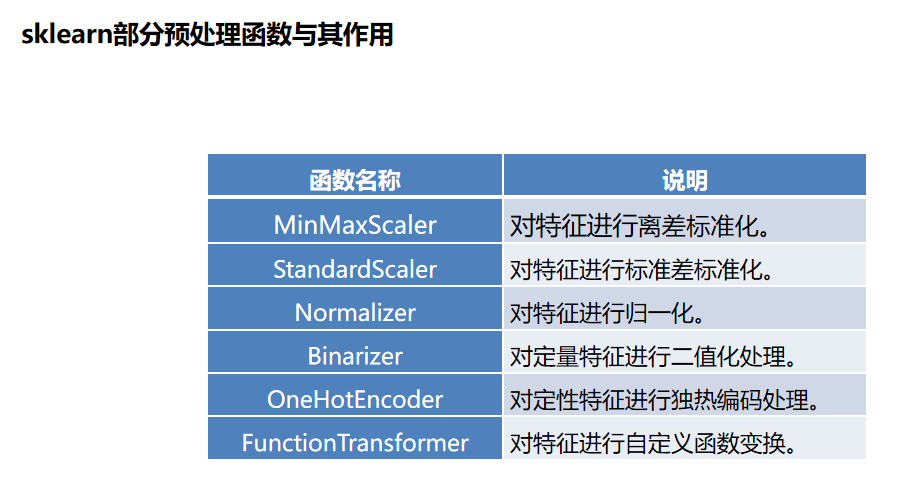 sklearn部分预处理函数与其作用
函数名称 说明
MinMaxScaler 对特征进行离差标准化。
StandardScaler 对特征进行标准差标准化。
Normalizer 对特征进行归一化。
Binarizer 对定量特征进行二值化处理。
OneHotEncoder 对定性特征进行独热编码处理。
FunctionTransformer 对特征进行自定义函数变换。